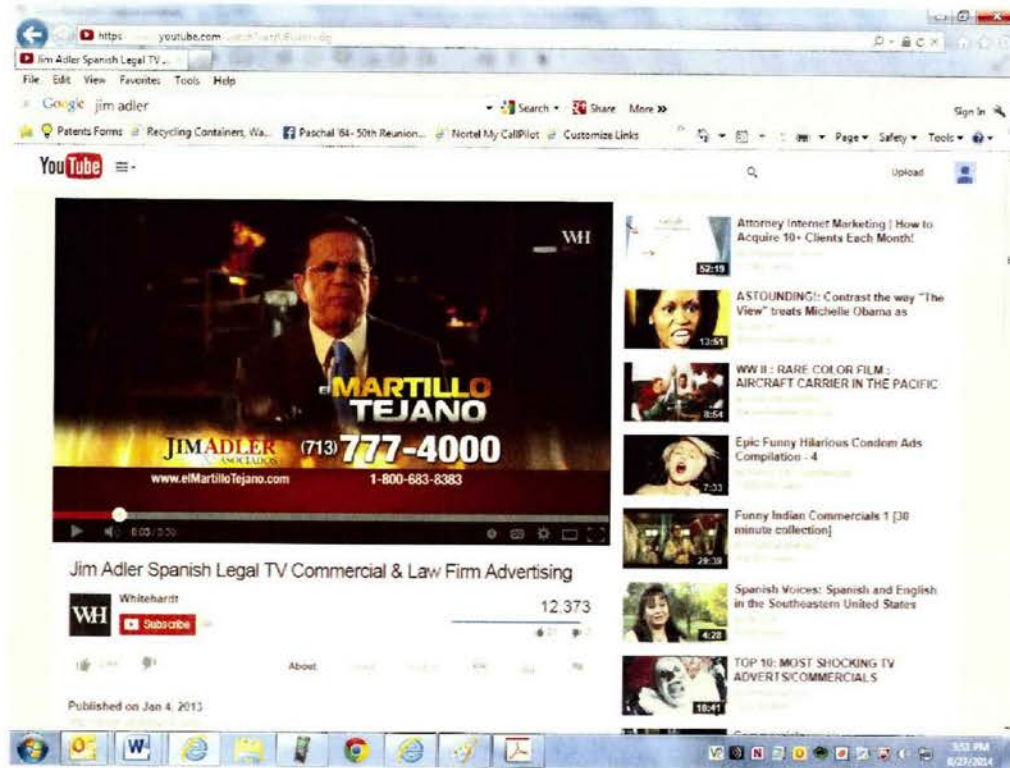 https youtube.com
Jim Adler Spanish Legal TV ...
File Edit View Favorites Tools Help
Google jim adler Search Share More » Sign In
Patents Forms Recycling Containers, Wa... Paschal '64- 50th Reunion... Nortel My CallPilot Customize Links Page Safety Tools
YouTube Upload
WH
EL MARTILLO
TEJANO
JIM ADLER (713) 777-4000
& ASOCIADOS
www.elMartilloTejano.com 1-800-683-8383
Jim Adler Spanish Legal TV Commercial & Law Firm Advertising
WH Whitehardt
Subscribe
12,373
About
Published on Jan 4, 2013
Attorney Internet Marketing | How to
Acquire 10+ Clients Each Month!
52:19
ASTOUNDING!: Contrast the way "The
View" treats Michelle Obama as
13:51
WW II : RARE COLOR FILM :
AIRCRAFT CARRIER IN THE PACIFIC
8:54
Epic Funny Hilarious Condom Ads
Compilation - 4
7:33
Funny Indian Commercials 1 [30
minute collection]
29:39
Spanish Voices: Spanish and English
in the Southeastern United States
4:28
TOP 10: MOST SHOCKING TV
ADVERTS/COMMERCIALS
10:41
3:53 PM
8/27/2014